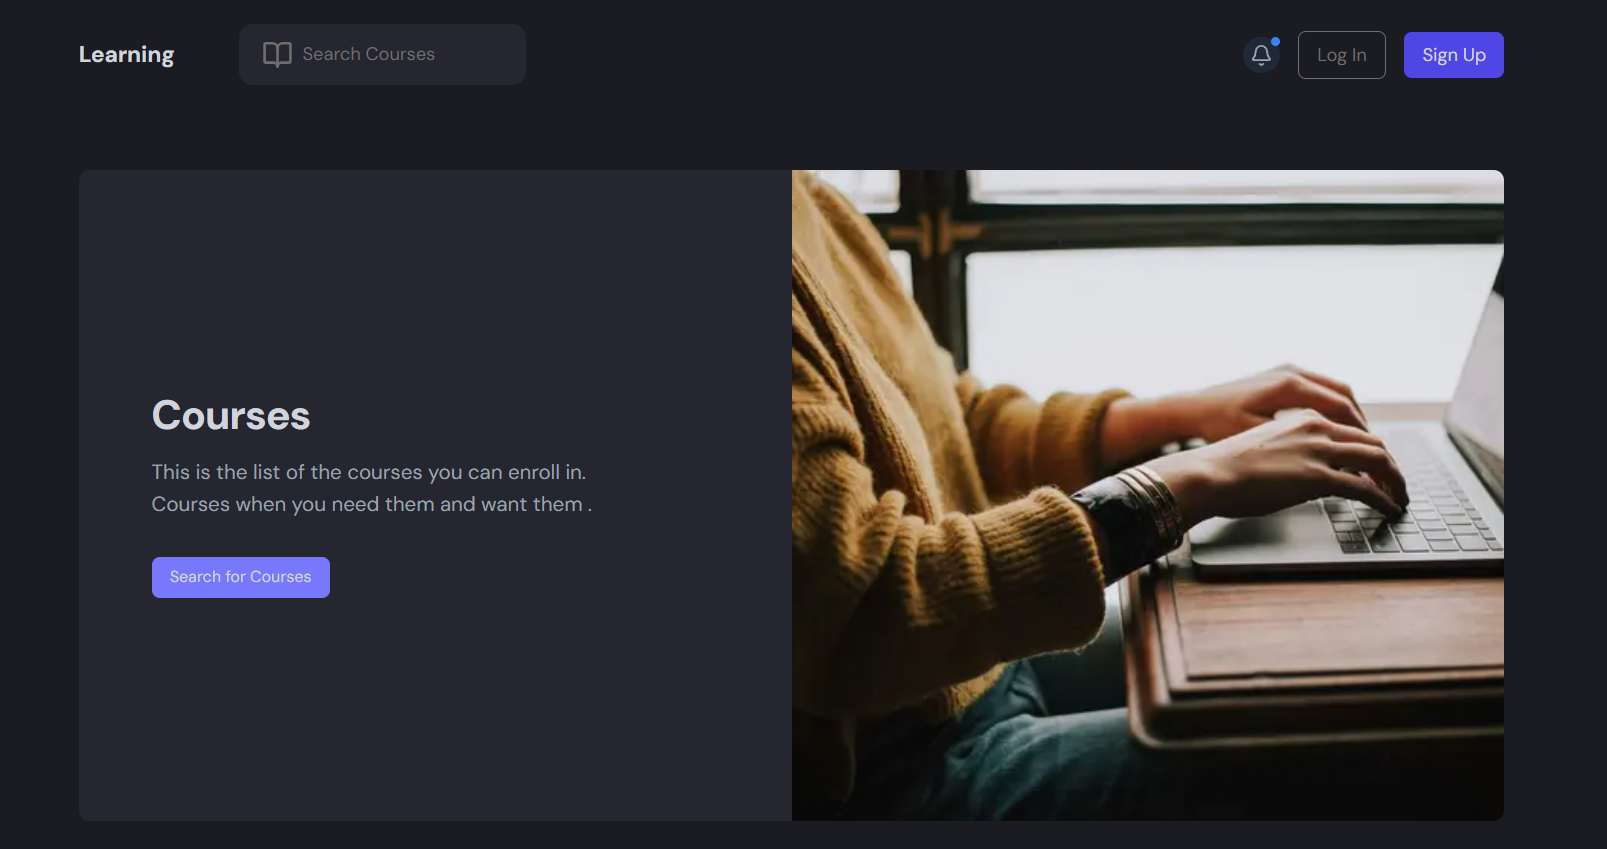 Learning
Search Courses
Log In
Sign Up
Courses
This is the list of the courses you can enroll in.
Courses when you need them and want them .
Search for Courses